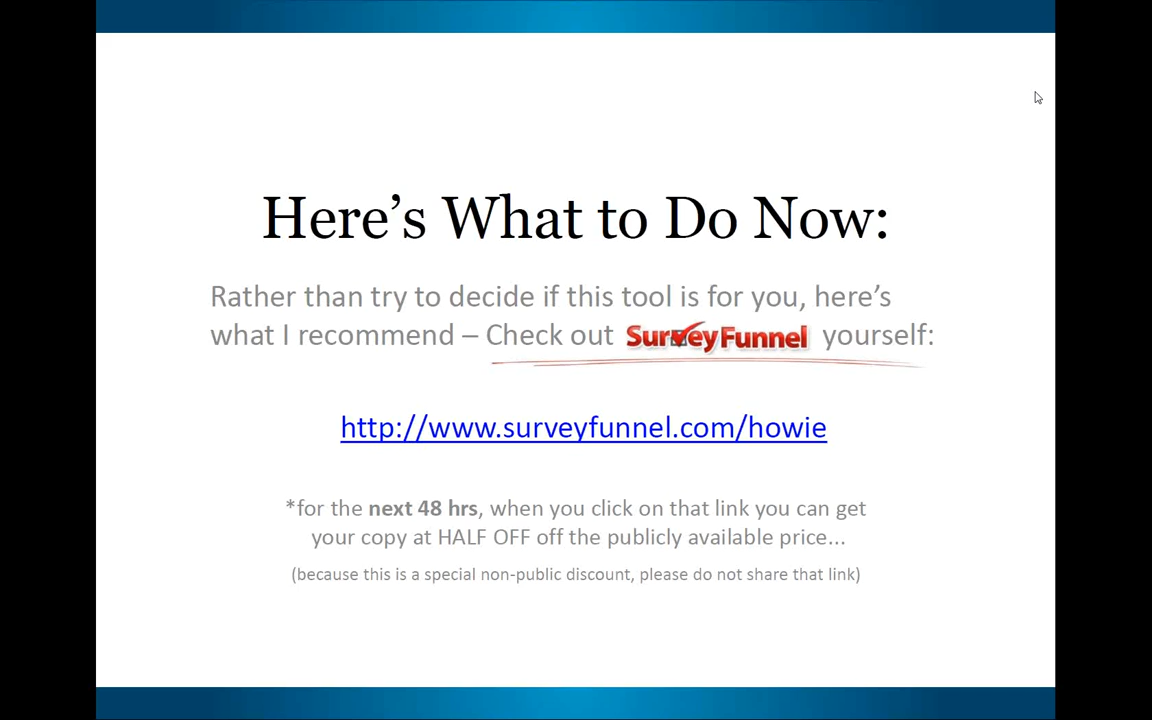 Here’s What to Do Now:
Rather than try to decide if this tool is for you, here’s
what I recommend – Check out SurveyFunnel yourself:
http://www.surveyfunnel.com/howie
*for the next 48 hrs, when you click on that link you can get
your copy at HALF OFF off the publicly available price...
(because this is a special non-public discount, please do not share that link)